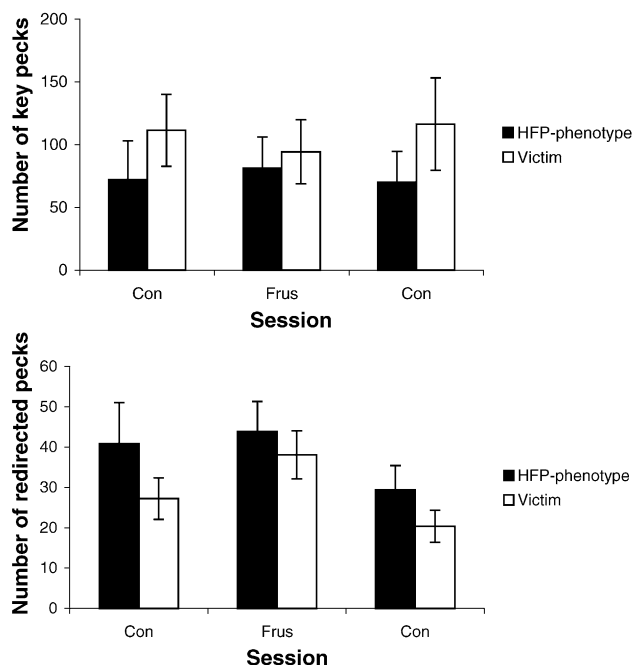 Number of key pecks
200
150
100
50
0
Con Frus Con
Session
HFP-phenotype
Victim
Number of redirected pecks
60
50
40
30
20
10
0
Con Frus Con
Session
HFP-phenotype
Victim